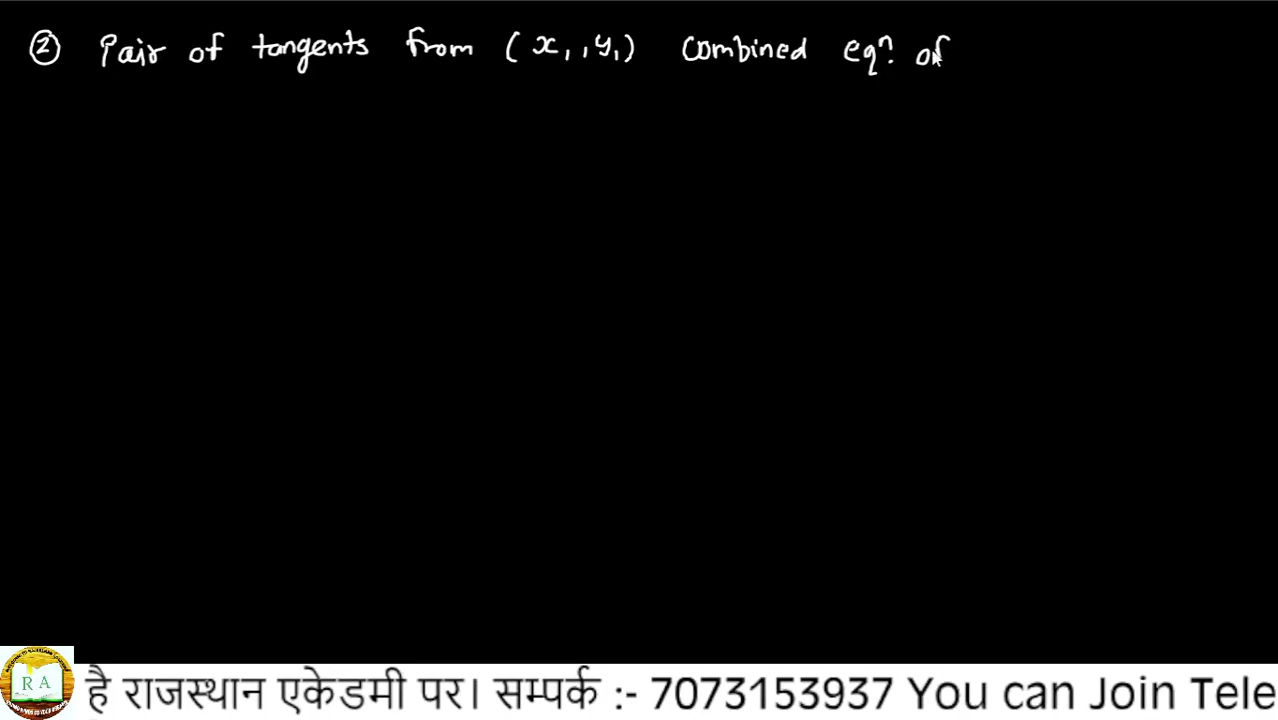 ② Pair of tangents from (x₁, y₁) Combined eqⁿ. of
R A
है राजस्थान एकेडमी पर। सम्पर्क :- 7073153937 You can Join Tele